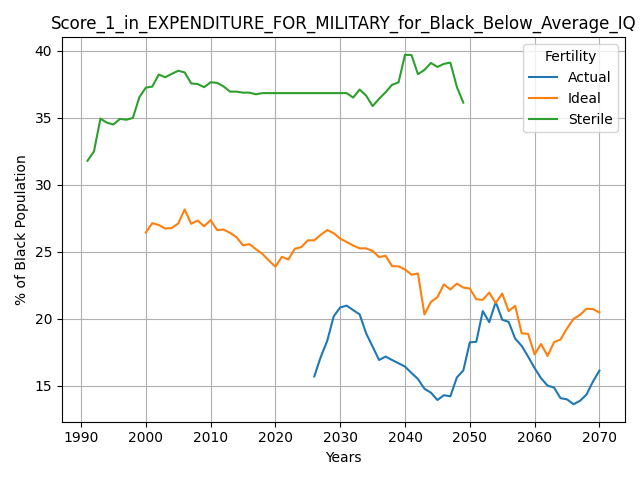 Score_1_in_EXPENDITURE_FOR_MILITARY_for_Black_Below_Average_IQ
40
35
30
25
20
15
% of Black Population
Fertility
Actual
Ideal
Sterile
1990 2000 2010 2020 2030 2040 2050 2060 2070
Years